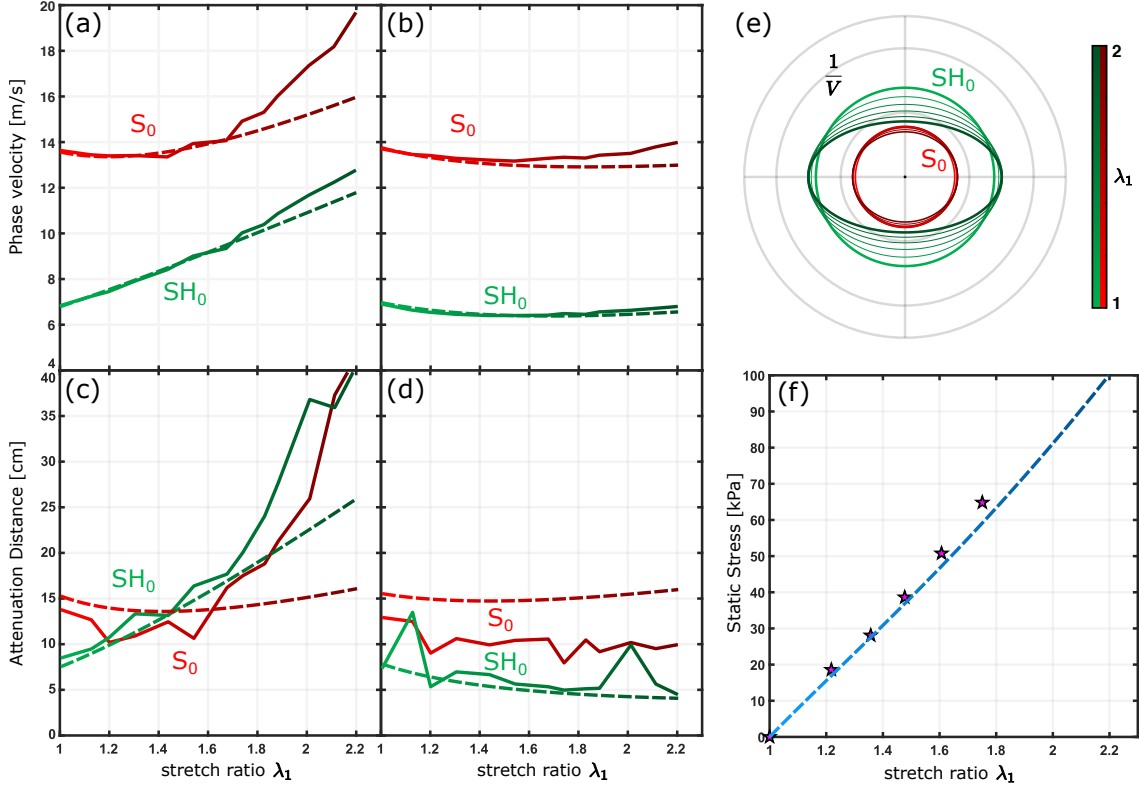 (a)
Phase velocity [m/s]
20
18
16
14
12
10
8
6
4
S₀
SH₀
(b)
S₀
SH₀
(c)
Attenuation Distance [cm]
40
35
30
25
20
15
10
5
0
SH₀
S₀
1
1.2
1.4
1.6
1.8
2
2.2
stretch ratio λ₁
(d)
S₀
SH₀
1
1.2
1.4
1.6
1.8
2
2.2
stretch ratio λ₁
(e)
1
V
SH₀
S₀
2
λ₁
1
(f)
Static Stress [kPa]
100
90
80
70
60
50
40
30
20
10
0
1
1.2
1.4
1.6
1.8
2
2.2
stretch ratio λ₁